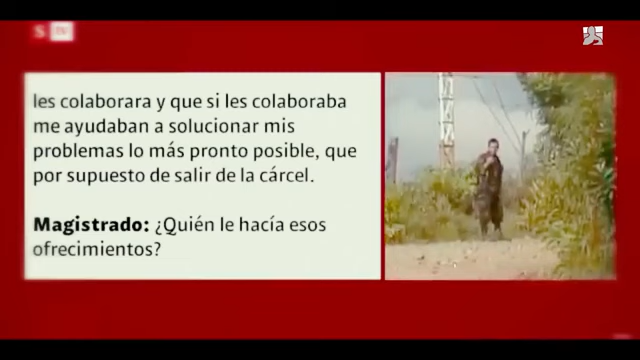 S tv
les colaborara y que si les colaboraba
me ayudaban a solucionar mis
problemas lo más pronto posible, que
por supuesto de salir de la cárcel.
Magistrado: ¿Quién le hacía esos
ofrecimientos?